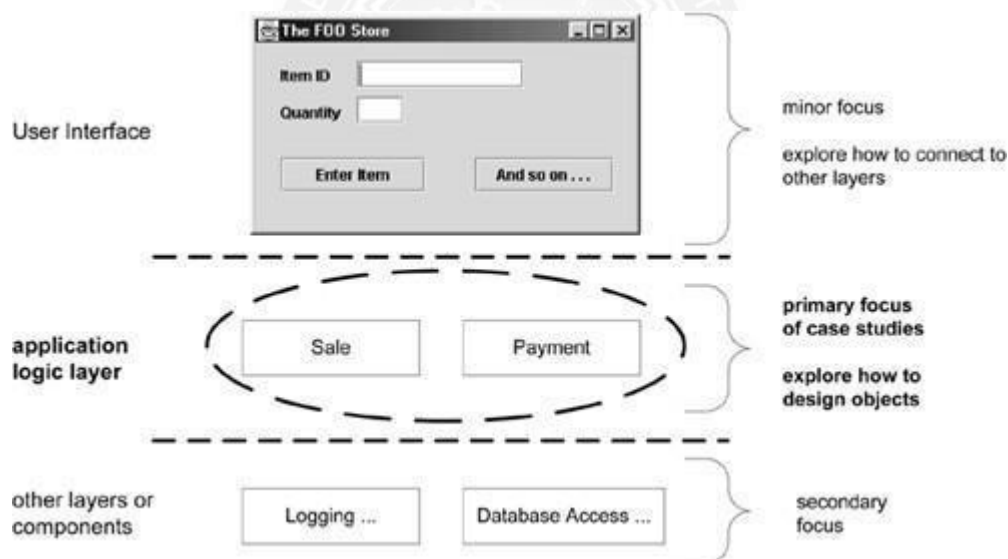 The FOO Store
Item ID
Quantity
Enter Item
And so on . . .
User Interface
minor focus
explore how to connect to
other layers
application
logic layer
Sale
Payment
primary focus
of case studies
explore how to
design objects
other layers or
components
Logging ...
Database Access ...
secondary
focus